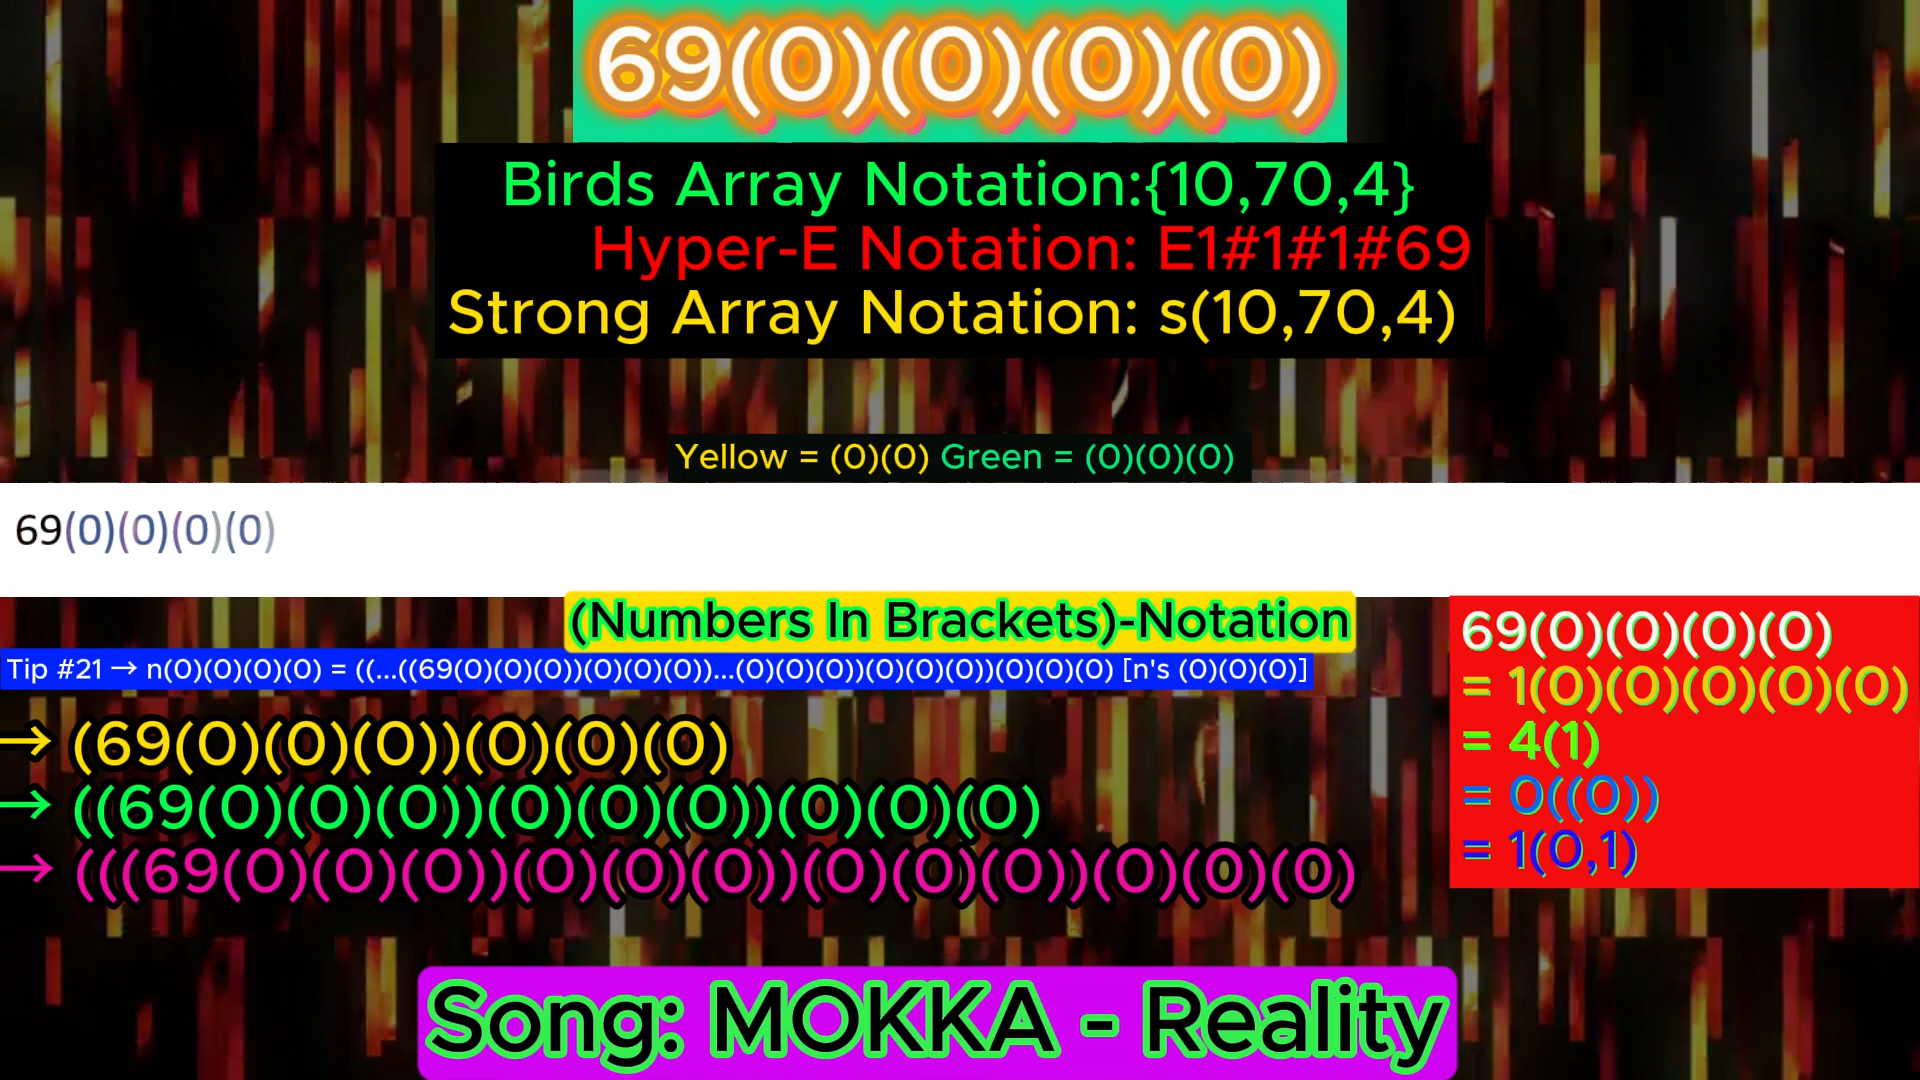 69(0)(0)(0)(0)
Birds Array Notation:{10,70,4}
Hyper-E Notation: E1#1#1#69
Strong Array Notation: s(10,70,4)
Yellow = (0)(0) Green = (0)(0)(0)
69(0)(0)(0)(0)
(Numbers In Brackets)-Notation
Tip #21 → n(0)(0)(0)(0) = ((...((69(0)(0)(0))(0)(0)(0))...(0)(0)(0))(0)(0)(0))(0)(0)(0) [n's (0)(0)(0)]
→ (69(0)(0)(0))(0)(0)(0)
→ ((69(0)(0)(0))(0)(0)(0))(0)(0)(0)
→ (((69(0)(0)(0))(0)(0)(0))(0)(0)(0))(0)(0)(0)
69(0)(0)(0)(0)
= 1(0)(0)(0)(0)(0)
= 4(1)
= 0((0))
= 1(0,1)
Song: MOKKA - Reality